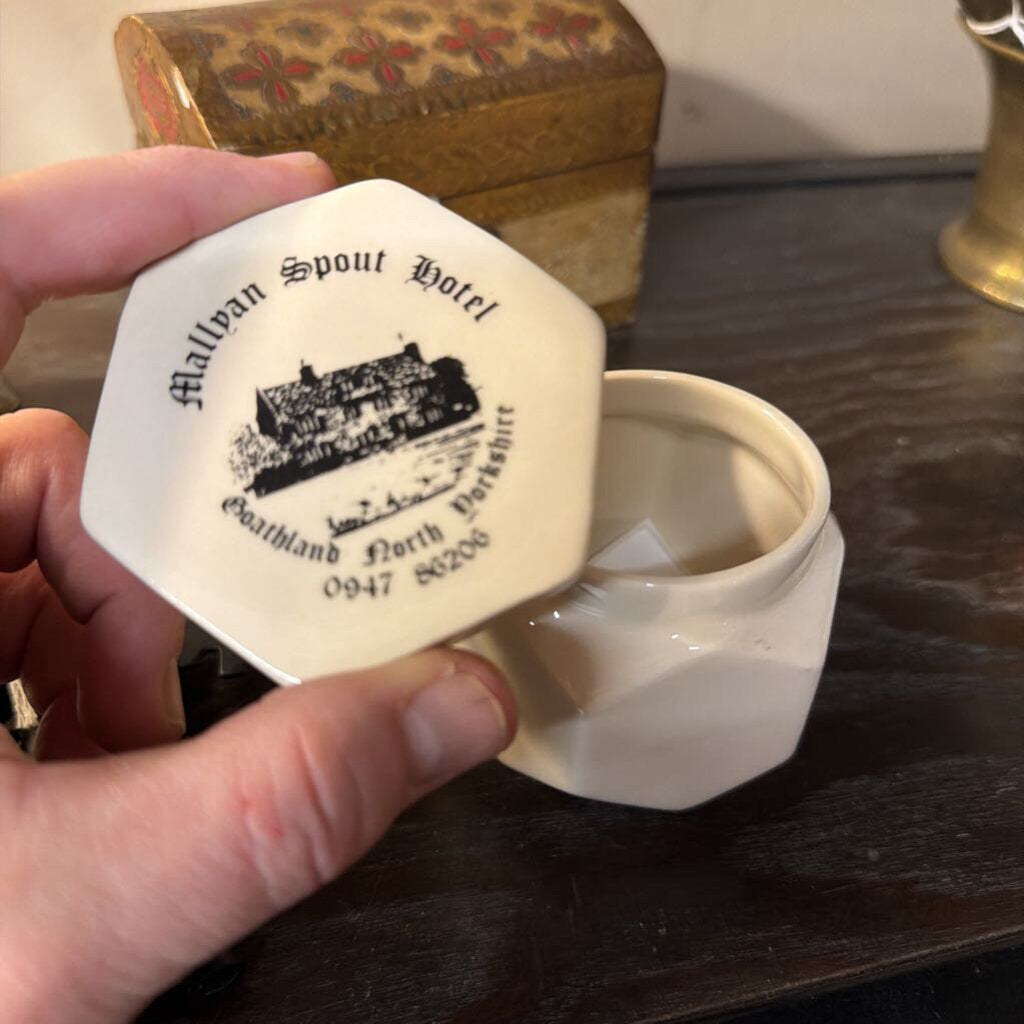 Mallyan Spout Hotel
Goathland North Yorkshire
0947 86206